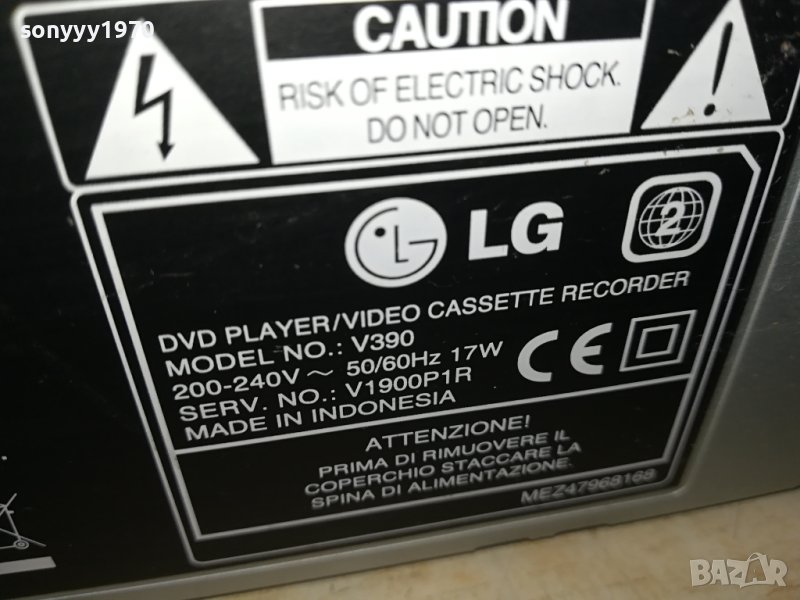 sonyyy1970
CAUTION
RISK OF ELECTRIC SHOCK.
DO NOT OPEN.
LG
2
DVD PLAYER/VIDEO CASSETTE RECORDER
MODEL NO.: V390
200-240V ~ 50/60Hz 17W
CE
SERV. NO.: V1900P1R
MADE IN INDONESIA
ATTENZIONE!
PRIMA DI RIMUOVERE IL
COPERCHIO STACCARE LA
SPINA DI ALIMENTAZIONE.
MEZ47968168
BAZAR